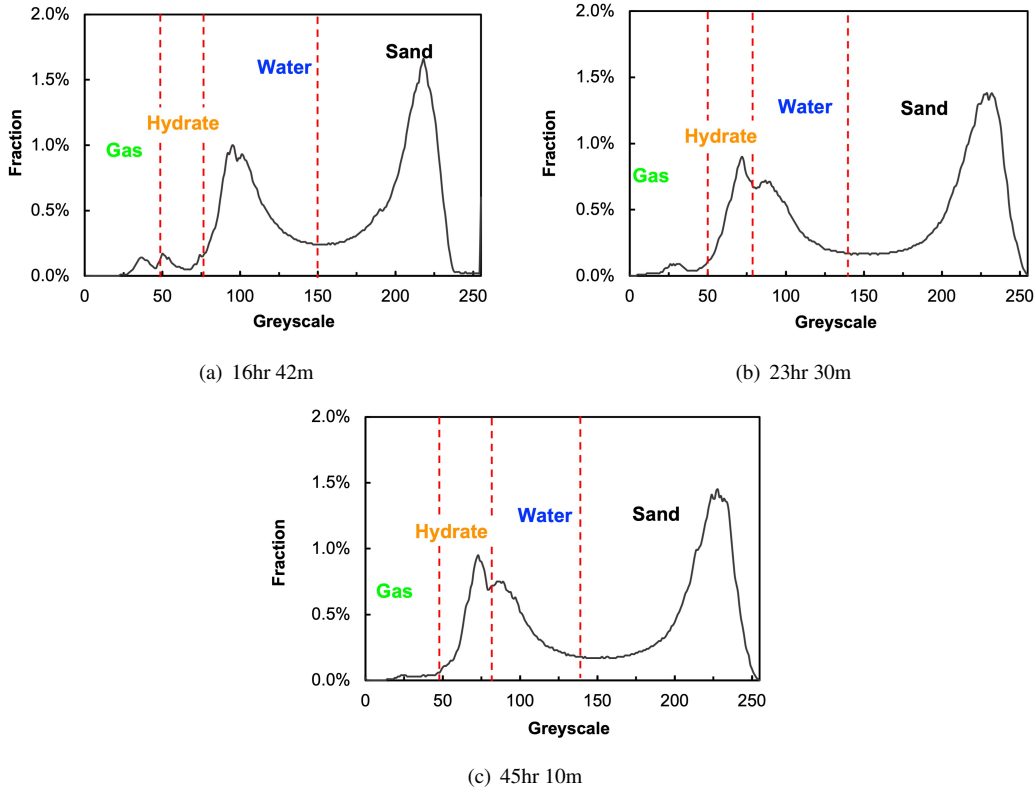 2.0%
1.5%
1.0%
0.5%
0.0%
Fraction
Gas
Hydrate
Water
Sand
0 50 100 150 200 250
Greyscale
(a) 16hr 42m
2.0%
1.5%
1.0%
0.5%
0.0%
Fraction
Gas
Hydrate
Water
Sand
0 50 100 150 200 250
Greyscale
(b) 23hr 30m
2.0%
1.5%
1.0%
0.5%
0.0%
Fraction
Gas
Hydrate
Water
Sand
0 50 100 150 200 250
Greyscale
(c) 45hr 10m